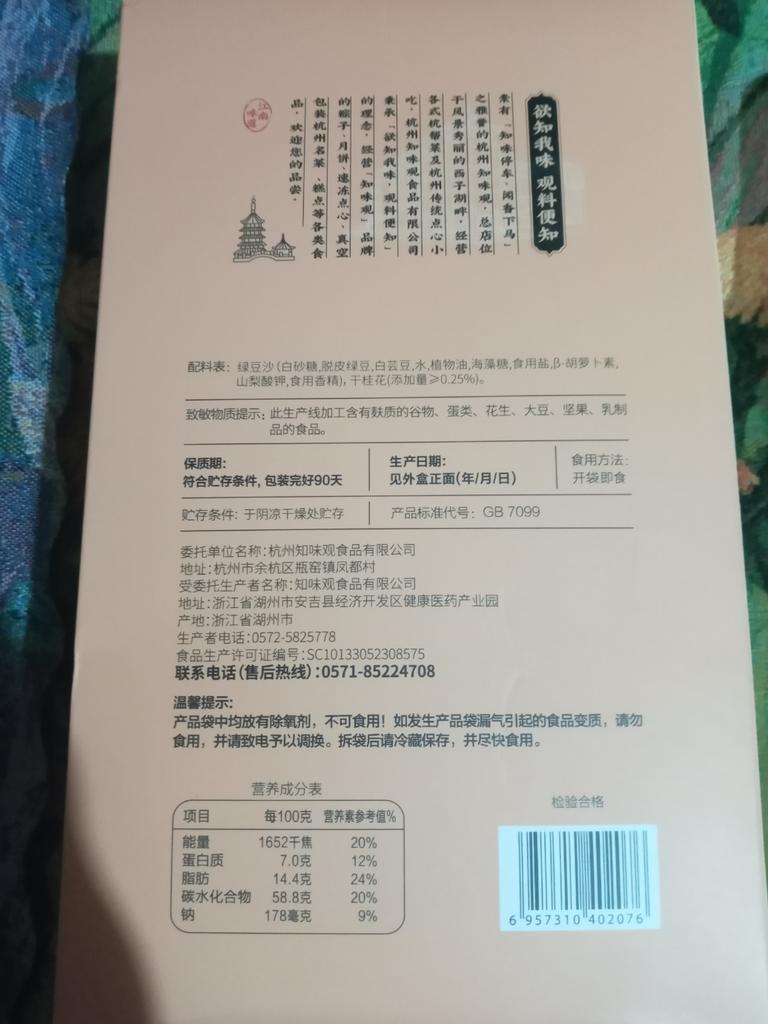 欲知我味 观料便知
素有“知味停车、闻香下马”
之雅誉的杭州知味观，总店位
于风景秀丽的西子湖畔，经营
各式杭帮菜及杭州传统点心小
吃，杭州知味观食品有限公司
秉承“欲知我味，观料便知”
的理念，经营“知味观”品牌
的粽子、月饼、速冻点心、真空
包装杭州名菜、糕点等各类食
品，欢迎您的品尝。
江南
味道
配料表：绿豆沙(白砂糖,脱皮绿豆,白芸豆,水,植物油,海藻糖,食用盐,β-胡萝卜素,
山梨酸钾,食用香精),干桂花(添加量≥0.25%)。
致敏物质提示：此生产线加工含有麸质的谷物、蛋类、花生、大豆、坚果、乳制
品的食品。
保质期：
符合贮存条件, 包装完好90天
生产日期：
见外盒正面(年/月/日)
食用方法：
开袋即食
贮存条件：于阴凉干燥处贮存
产品标准代号：GB 7099
委托单位名称：杭州知味观食品有限公司
地址：杭州市余杭区瓶窑镇凤都村
受委托生产者名称：知味观食品有限公司
地址：浙江省湖州市安吉县经济开发区健康医药产业园
产地：浙江省湖州市
生产者电话：0572-5825778
食品生产许可证编号：SC10133052308575
联系电话(售后热线)：0571-85224708
温馨提示：
产品袋中均放有除氧剂，不可食用！如发生产品袋漏气引起的食品变质，请勿
食用，并请致电予以调换。拆袋后请冷藏保存，并尽快食用。
营养成分表
项目 每100克 营养素参考值%
能量 1652千焦 20%
蛋白质 7.0克 12%
脂肪 14.4克 24%
碳水化合物 58.8克 20%
钠 178毫克 9%
检验合格
6 957310 402076